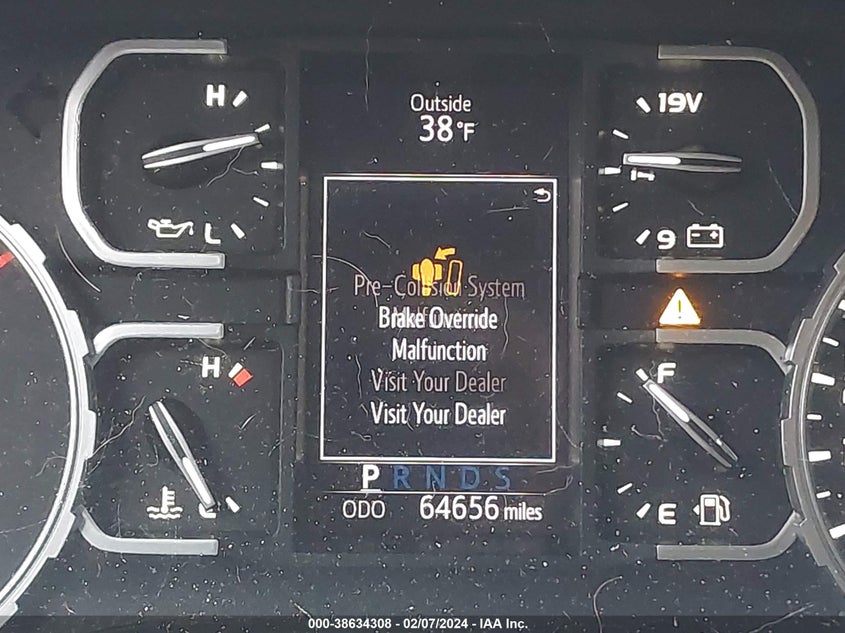 H
Outside
38°F
19V
14
L
9
Pre-Collision System
Brake Override
Malfunction
Visit Your Dealer
Visit Your Dealer
H
F
P R N D S
C
E
ODO 64656 miles
000-38634308 - 02/07/2024 - IAA Inc.